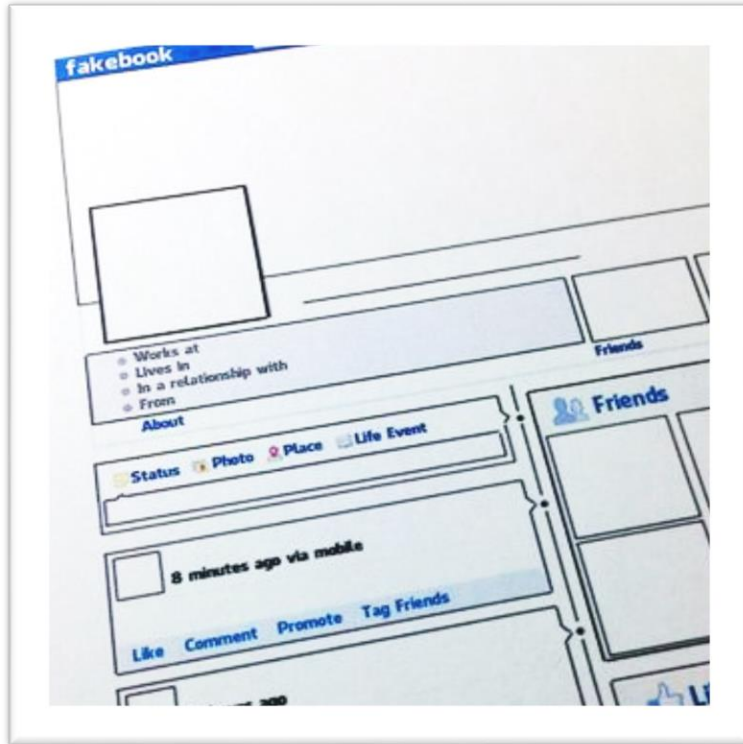 fakebook
Works at
Lives in
In a relationship with
From
About
Friends
Status Photo Place Life Event
Friends
8 minutes ago via mobile
Like Comment Promote Tag Friends
ago